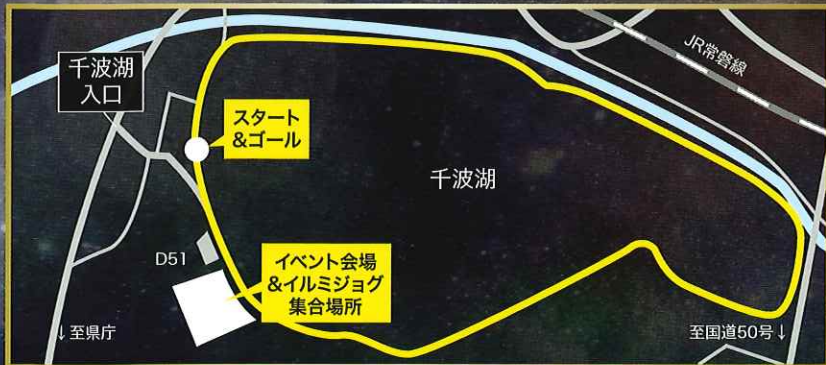 千波湖
入口
スタート
&ゴール
JR常磐線
千波湖
D51
イベント会場
&イルミジョグ
集合場所
↓至県庁
至国道50号↓